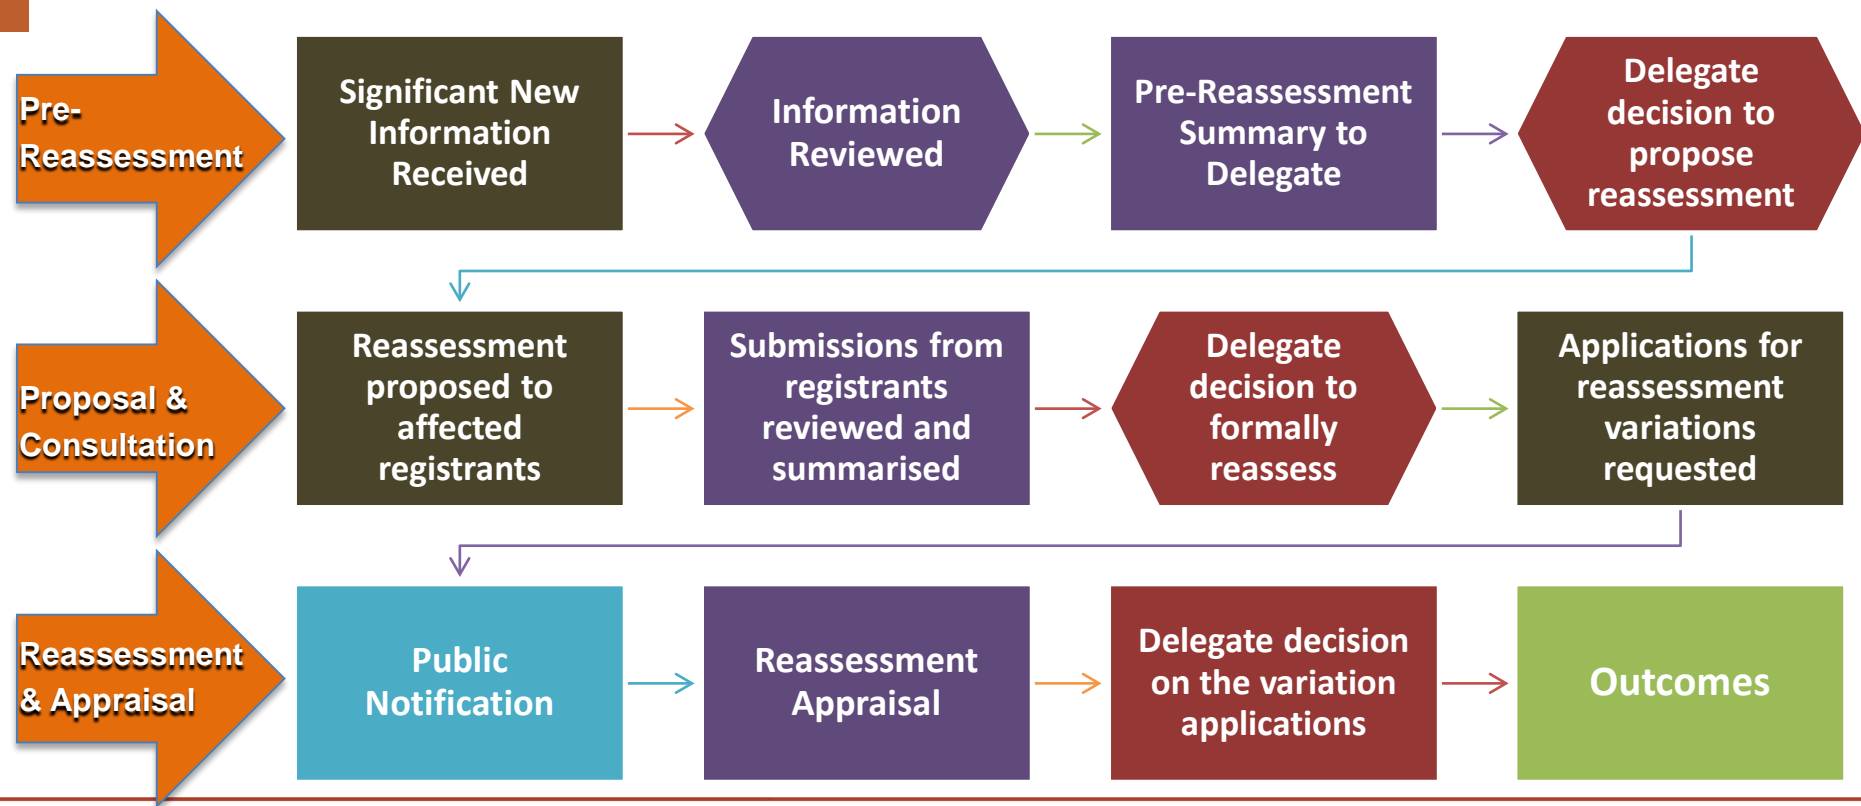 Pre-
Reassessment
Significant New
Information
Received
Information
Reviewed
Pre-Reassessment
Summary to
Delegate
Delegate
decision to
propose
reassessment
Proposal &
Consultation
Reassessment
proposed to
affected
registrants
Submissions from
registrants
reviewed and
summarised
Delegate
decision to
formally
reassess
Applications for
reassessment
variations
requested
Reassessment
& Appraisal
Public
Notification
Reassessment
Appraisal
Delegate decision
on the variation
applications
Outcomes